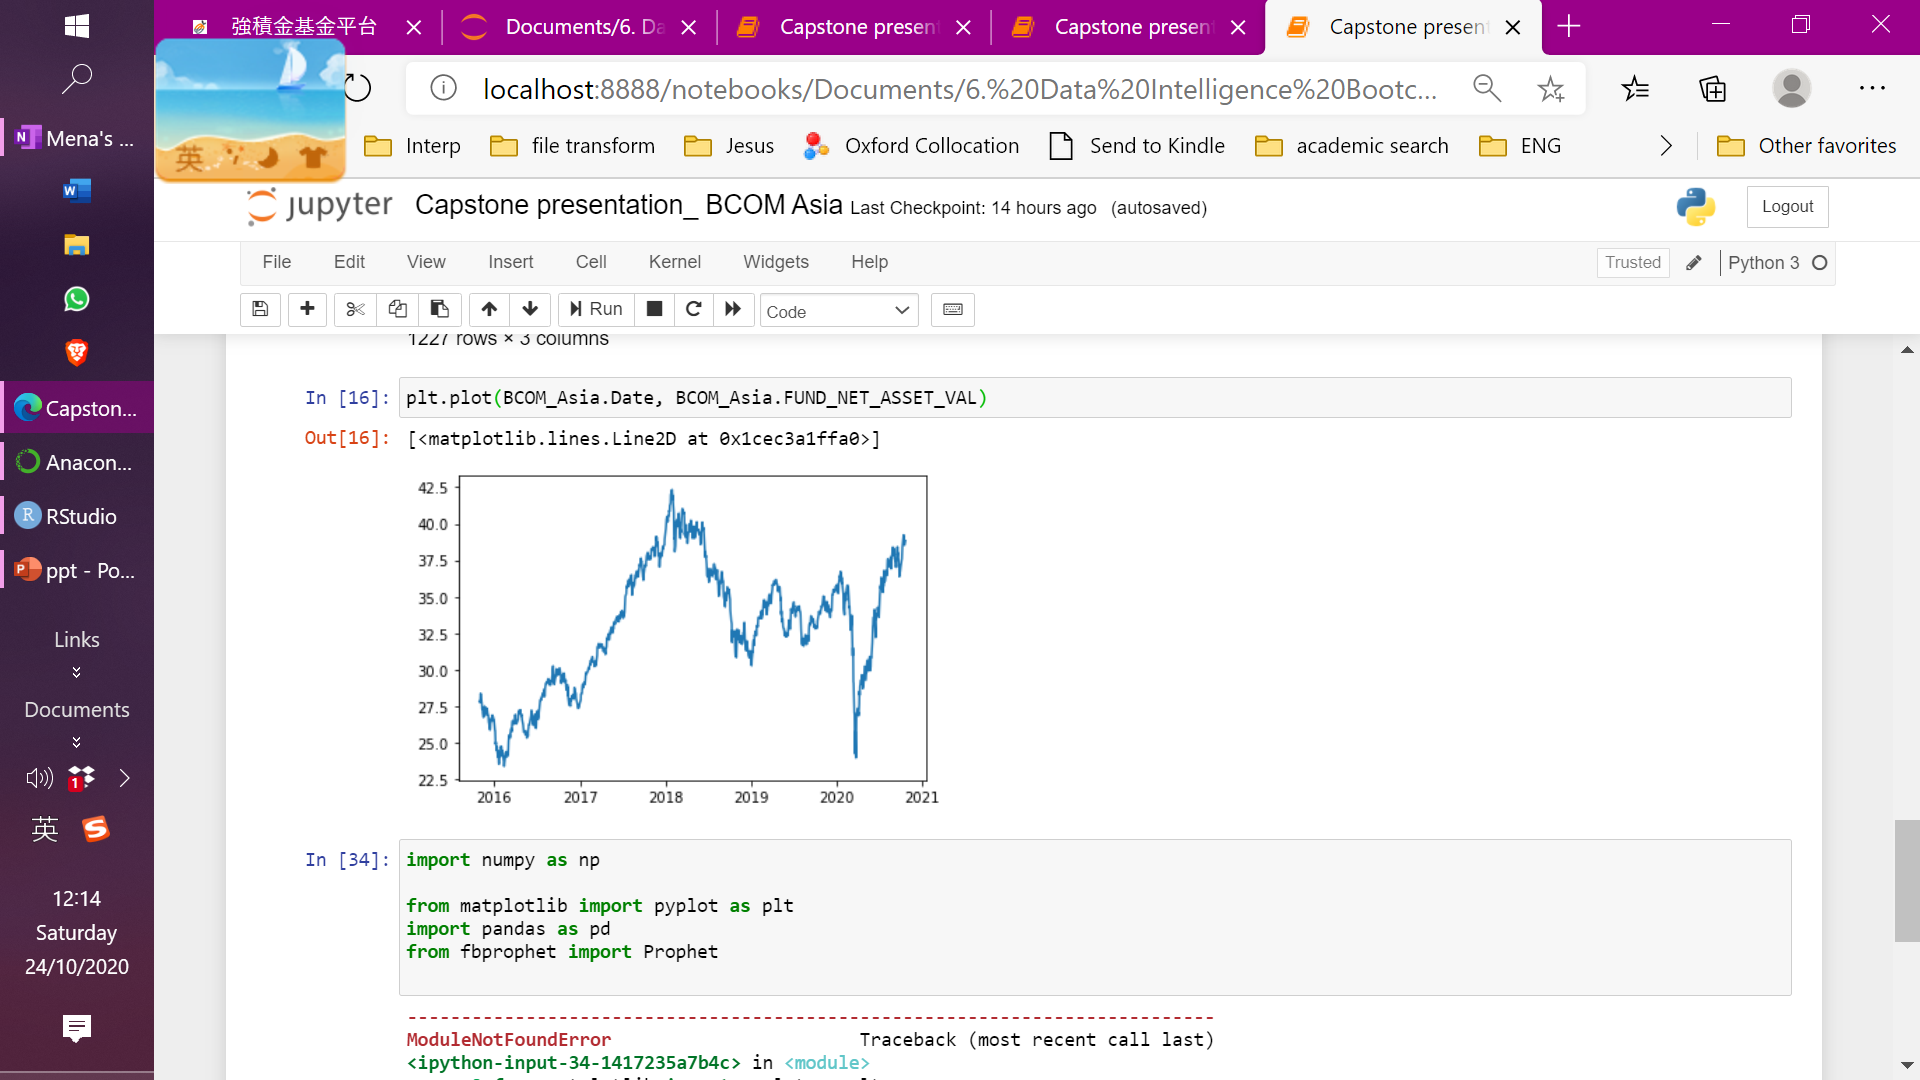 強積金基金平台
Documents/6. Da
Capstone presen
Capstone presen
Capstone presen
localhost:8888/notebooks/Documents/6.%20Data%20Intelligence%20Bootc...
Interp
file transform
Jesus
Oxford Collocation
Send to Kindle
academic search
ENG
Other favorites
英
Mena's ...
Capston...
Anacon...
RStudio
ppt - Po...
Links
Documents
1
英
12:14
Saturday
24/10/2020
jupyter
Capstone presentation_ BCOM Asia Last Checkpoint: 14 hours ago (autosaved)
Logout
File Edit View Insert Cell Kernel Widgets Help
Trusted
Python 3
Run
Code
1227 rows × 3 columns
In [16]: plt.plot(BCOM_Asia.Date, BCOM_Asia.FUND_NET_ASSET_VAL)
Out[16]: [<matplotlib.lines.Line2D at 0x1cec3a1ffa0>]
42.5
40.0
37.5
35.0
32.5
30.0
27.5
25.0
22.5
2016 2017 2018 2019 2020 2021
In [34]: import numpy as np
from matplotlib import pyplot as plt
import pandas as pd
from fbprophet import Prophet
---------------------------------------------------------------------------
ModuleNotFoundError Traceback (most recent call last)
<ipython-input-34-1417235a7b4c> in <module>